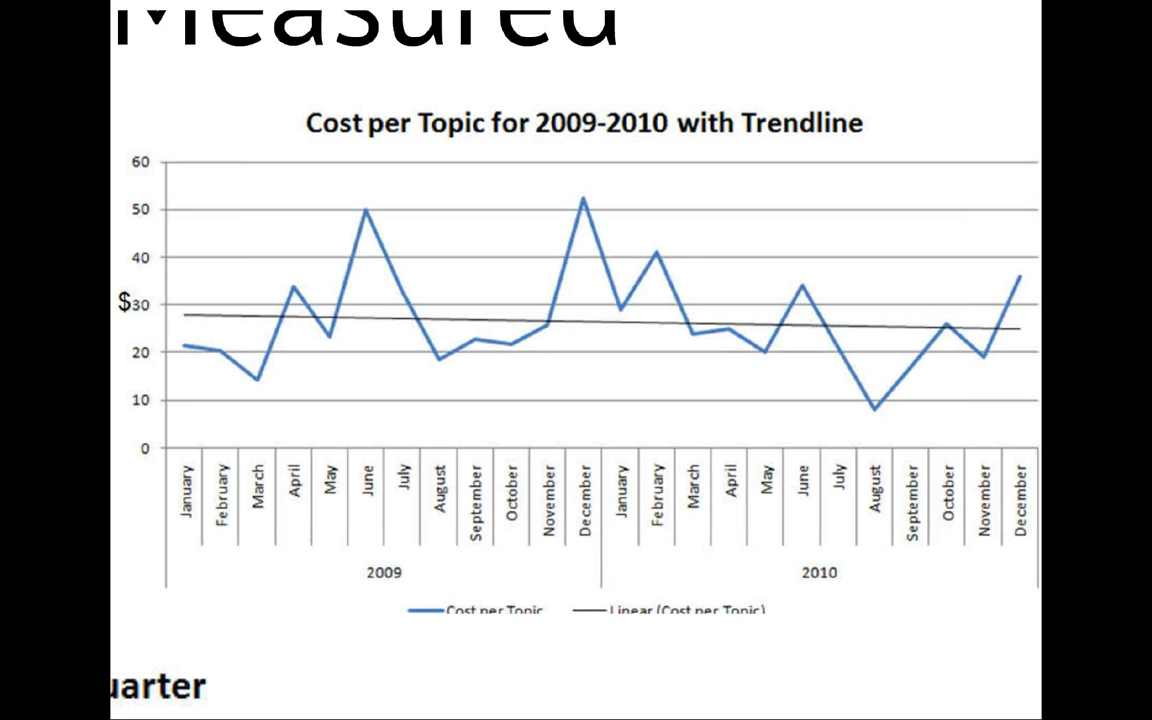 Measured
Cost per Topic for 2009-2010 with Trendline
60
50
40
$30
20
10
0
January February March April May June July August September October November December January February March April May June July August September October November December
2009 2010
Cost per Topic Linear (Cost per Topic)
uarter